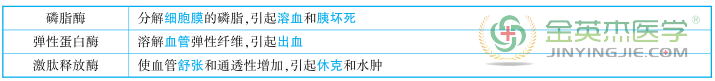 磷脂酶 分解细胞膜的磷脂,引起溶血和胰坏死
弹性蛋白酶 溶解血管弹性纤维,引起出血
激肽释放酶 使血管舒张和通透性增加,引起休克和水肿
金英杰医学®
JINYINGJIE.COM